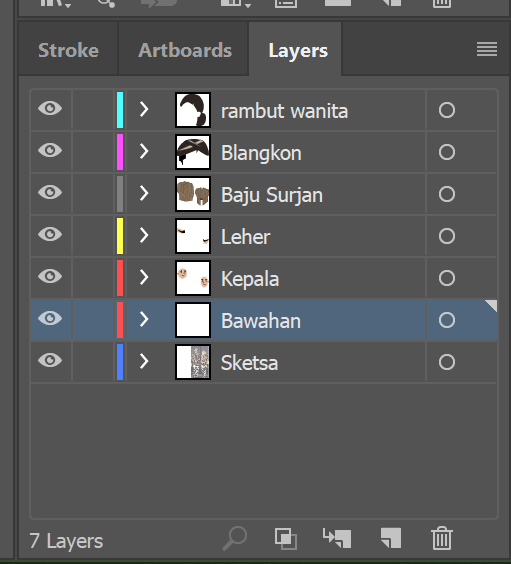 Stroke Artboards Layers
rambut wanita
Blangkon
Baju Surjan
Leher
Kepala
Bawahan
Sketsa
7 Layers